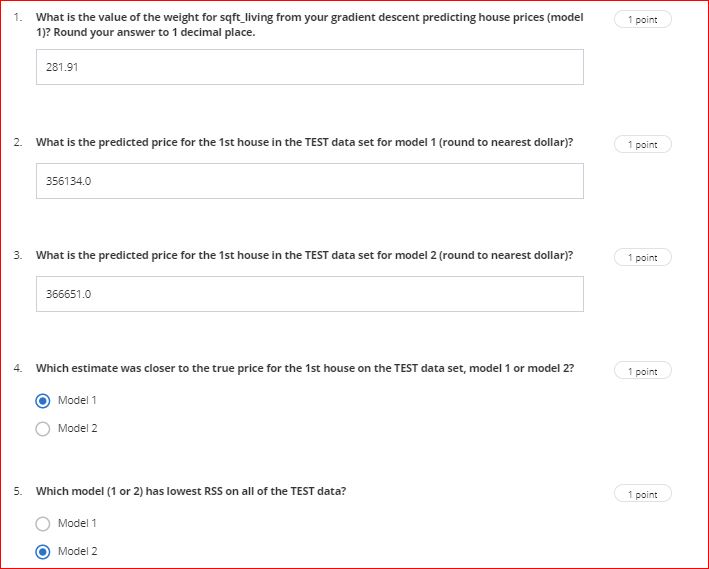 1. What is the value of the weight for sqft_living from your gradient descent predicting house prices (model
1)? Round your answer to 1 decimal place.
1 point
281.91
2. What is the predicted price for the 1st house in the TEST data set for model 1 (round to nearest dollar)?
1 point
356134.0
3. What is the predicted price for the 1st house in the TEST data set for model 2 (round to nearest dollar)?
1 point
366651.0
4. Which estimate was closer to the true price for the 1st house on the TEST data set, model 1 or model 2?
1 point
Model 1
Model 2
5. Which model (1 or 2) has lowest RSS on all of the TEST data?
1 point
Model 1
Model 2